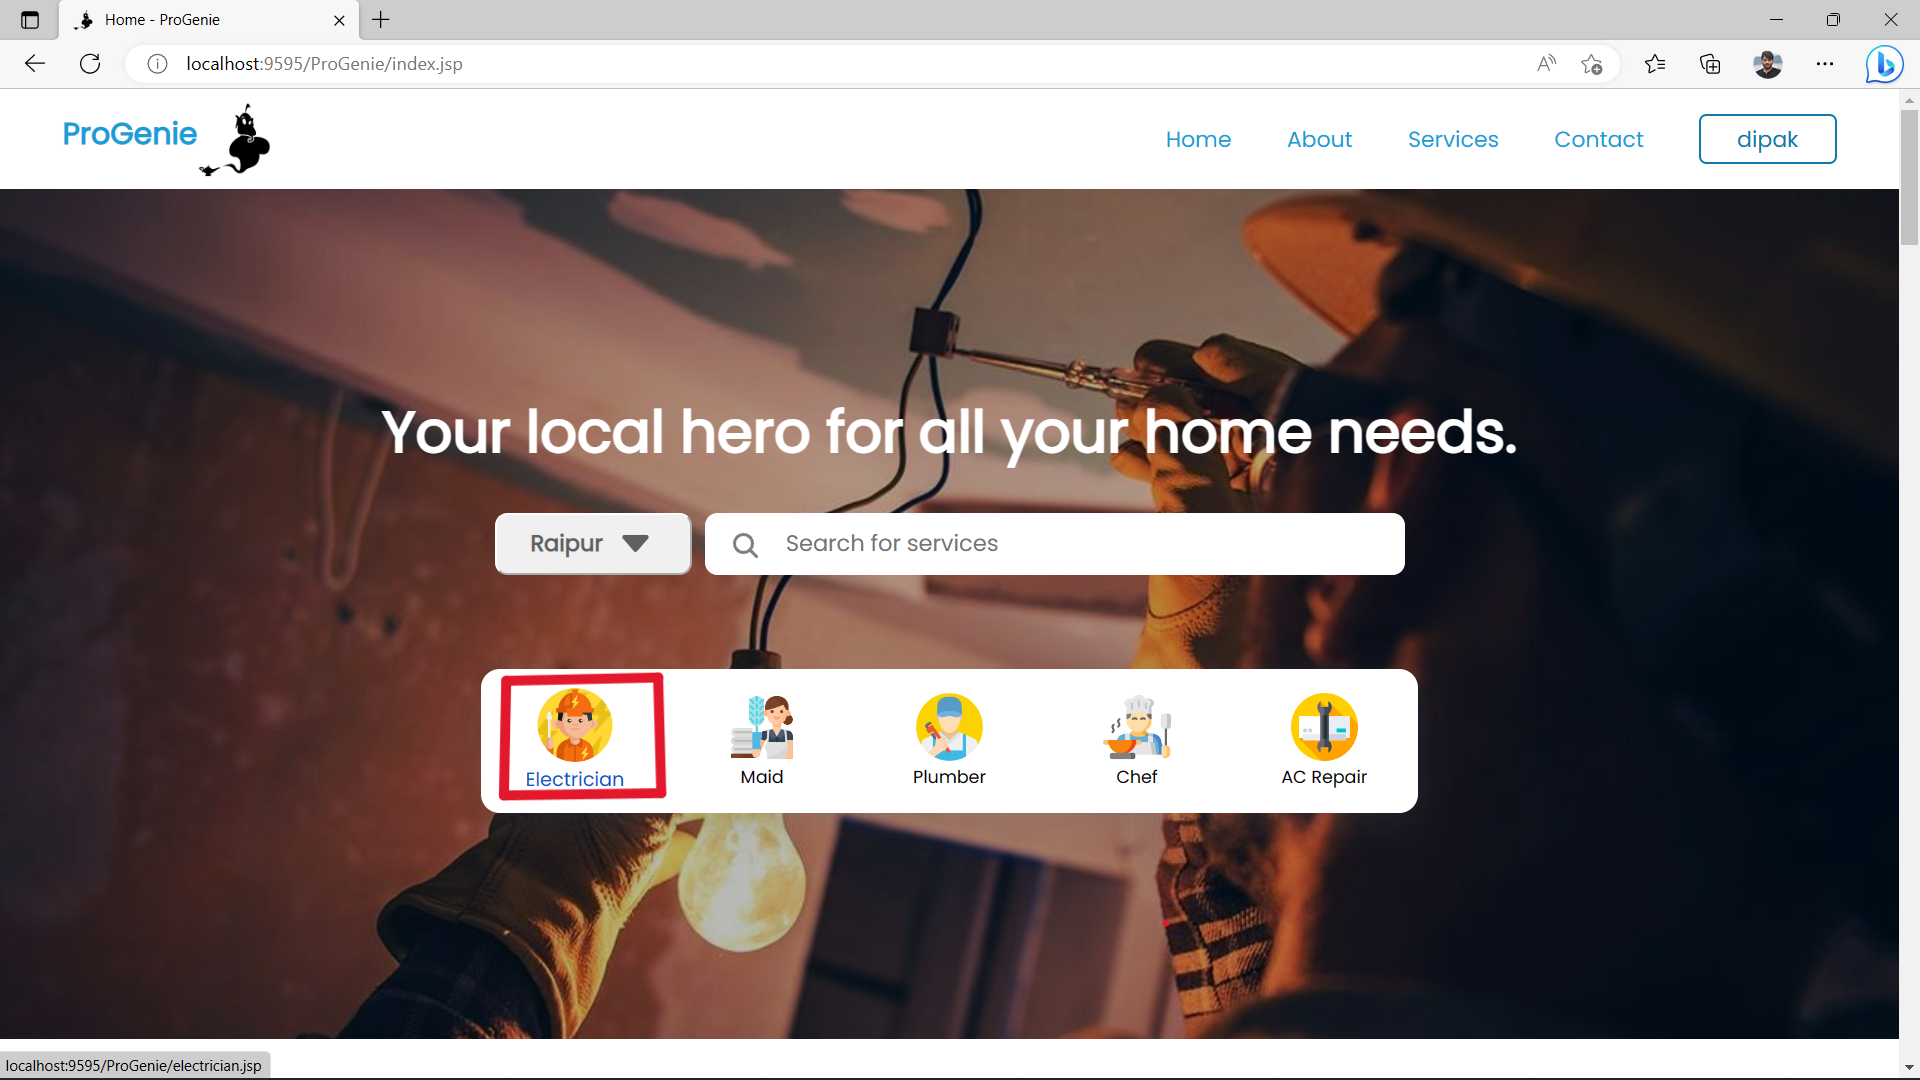 Home - ProGenie
localhost:9595/ProGenie/index.jsp
ProGenie
Home About Services Contact dipak
Your local hero for all your home needs.
Raipur Search for services
Electrician Maid Plumber Chef AC Repair
localhost:9595/ProGenie/electrician.jsp